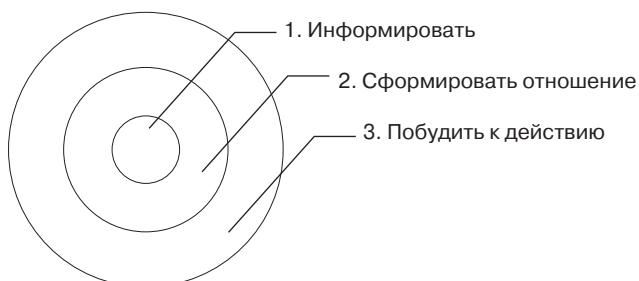 1. Информировать
2. Сформировать отношение
3. Побудить к действию